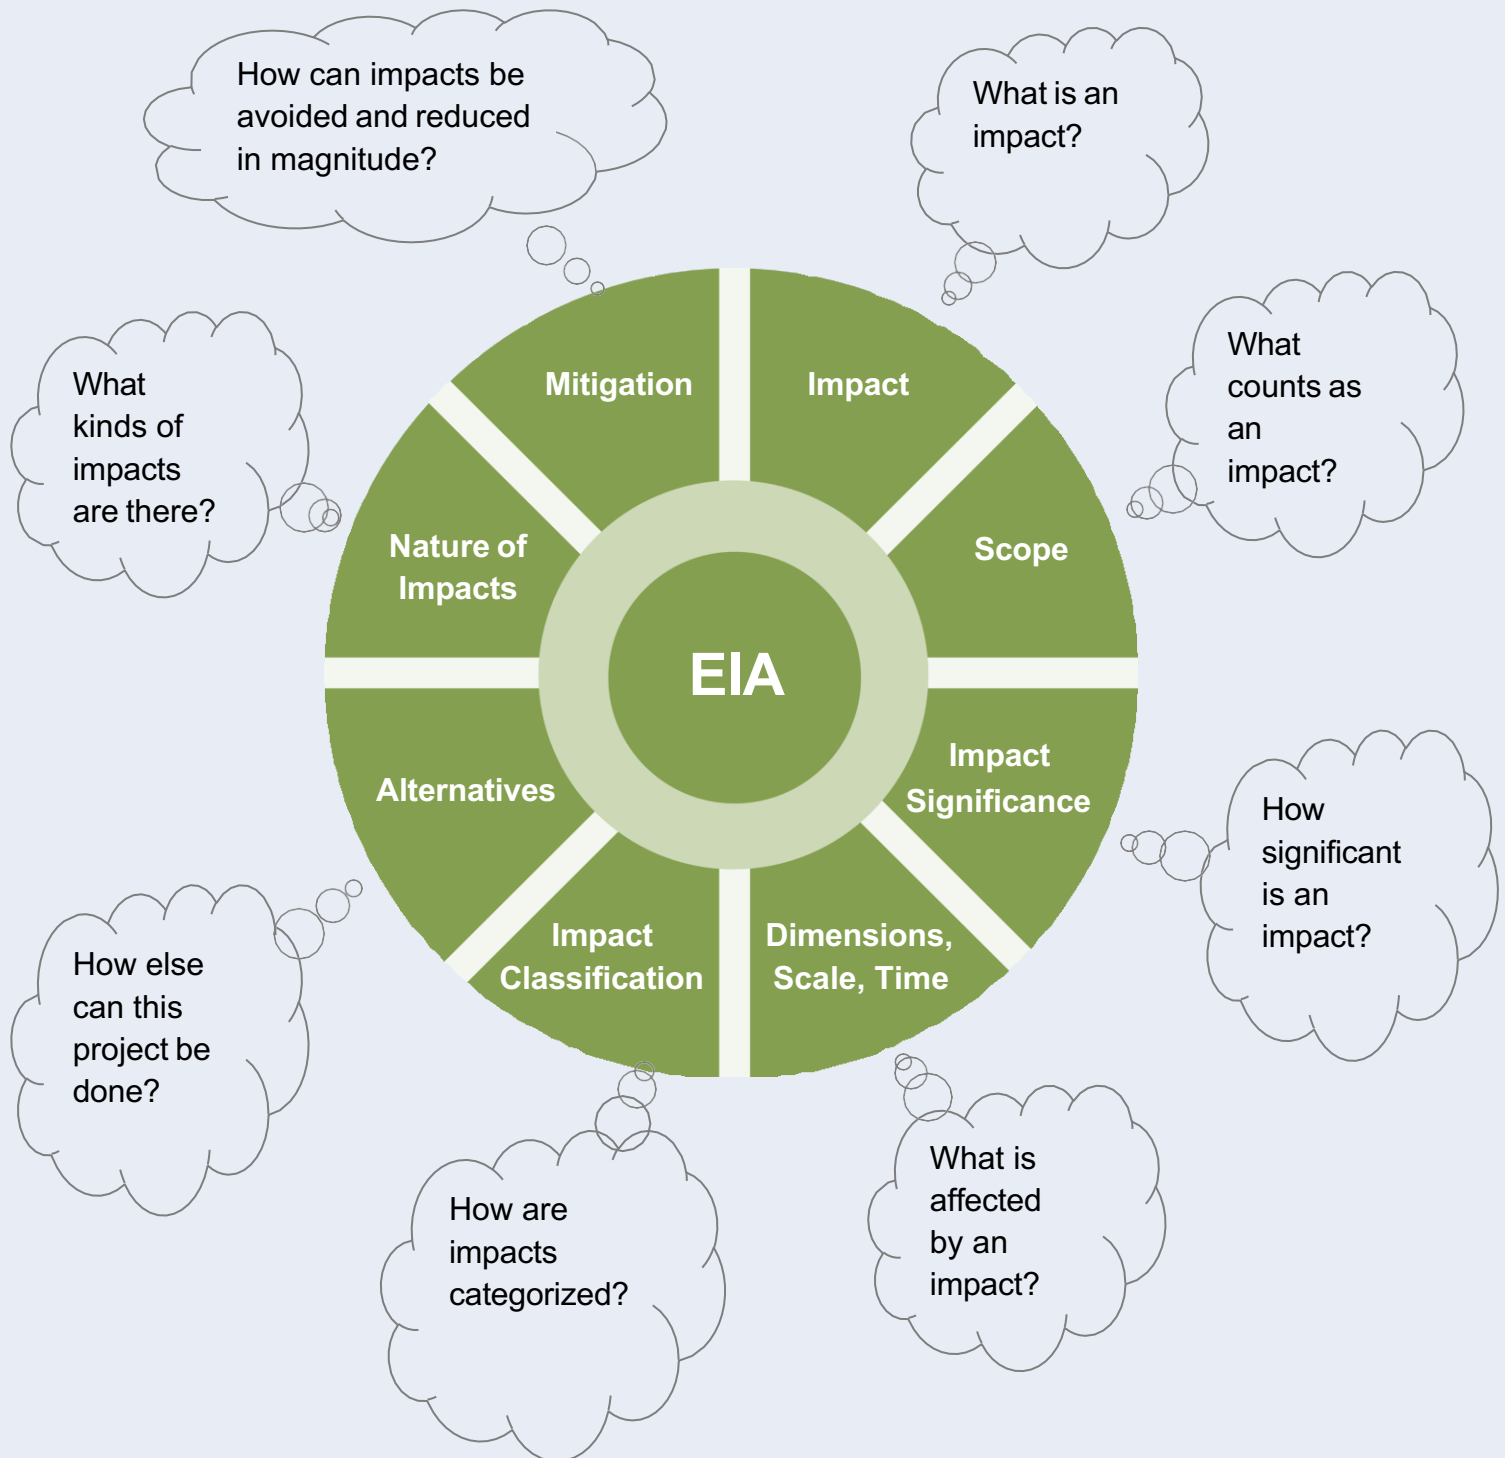 How can impacts be
avoided and reduced
in magnitude?
What is an
impact?
What
counts as
an
impact?
What
kinds of
impacts
are there?
Mitigation
Impact
Nature of
Impacts
Scope
EIA
Alternatives
Impact
Significance
Impact
Classification
Dimensions,
Scale, Time
How
significant
is an
impact?
How else
can this
project be
done?
How are
impacts
categorized?
What is
affected
by an
impact?